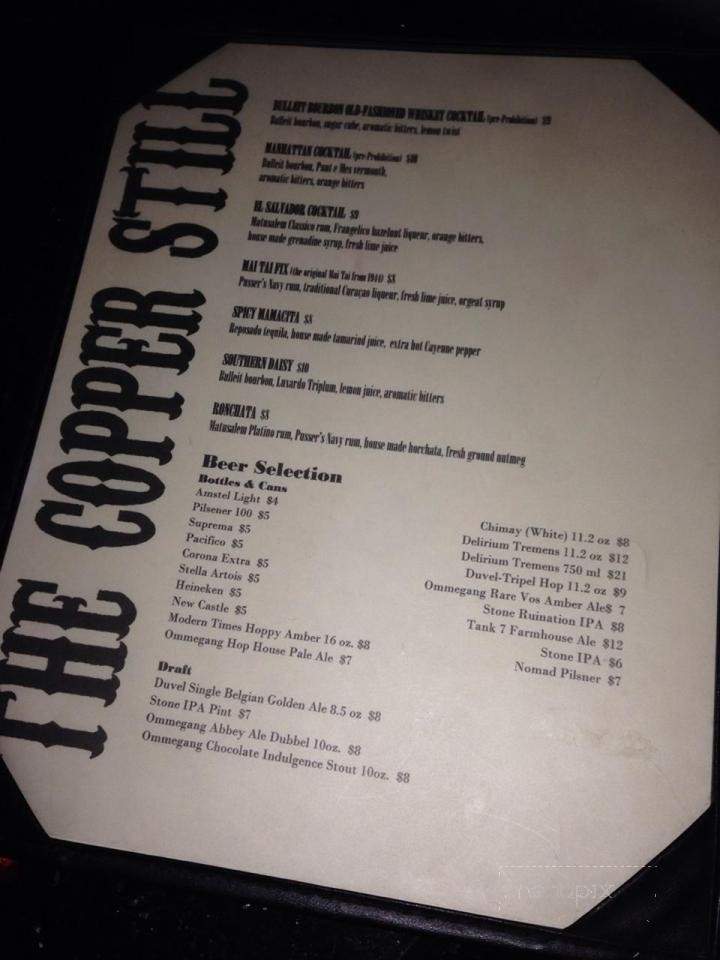 THE COPPER STILL
BULLEIT BOURBON OLD-FASHIONED WHISKEY COCKTAIL (pre-Prohibition) $9
Bulleit bourbon, sugar cube, aromatic bitters, lemon twist
MANHATTAN COCKTAIL (pre-Prohibition) $10
Bulleit bourbon, Punt e Mes vermouth,
aromatic bitters, orange bitters
EL SALVADOR COCKTAIL $9
Matusalem Classico rum, Frangelico hazelnut liqueur, orange bitters,
house made grenadine syrup, fresh lime juice
MAI TAI FIX (the original Mai Tai from 1944) $8
Pusser's Navy rum, traditional Curaçao liqueur, fresh lime juice, orgeat syrup
SPICY MAMACITA $8
Reposado tequila, house made tamarind juice, extra hot Cayenne pepper
SOUTHERN DAISY $10
Bulleit bourbon, Luxardo Triplum, lemon juice, aromatic bitters
RONCHATA $8
Matusalem Platino rum, Pusser's Navy rum, house made horchata, fresh ground nutmeg
Beer Selection
Bottles & Cans
Amstel Light $4
Pilsener 100 $5
Suprema $5
Pacifico $5
Corona Extra $5
Stella Artois $5
Heineken $5
New Castle $5
Modern Times Hoppy Amber 16 oz. $8
Ommegang Hop House Pale Ale $7
Chimay (White) 11.2 oz $8
Delirium Tremens 11.2 oz $12
Delirium Tremens 750 ml $21
Duvel-Tripel Hop 11.2 oz $9
Ommegang Rare Vos Amber Ale$ 7
Stone Ruination IPA $8
Tank 7 Farmhouse Ale $12
Stone IPA $6
Nomad Pilsner $7
Draft
Duvel Single Belgian Golden Ale 8.5 oz $8
Stone IPA Pint $7
Ommegang Abbey Ale Dubbel 10oz. $8
Ommegang Chocolate Indulgence Stout 10oz. $8